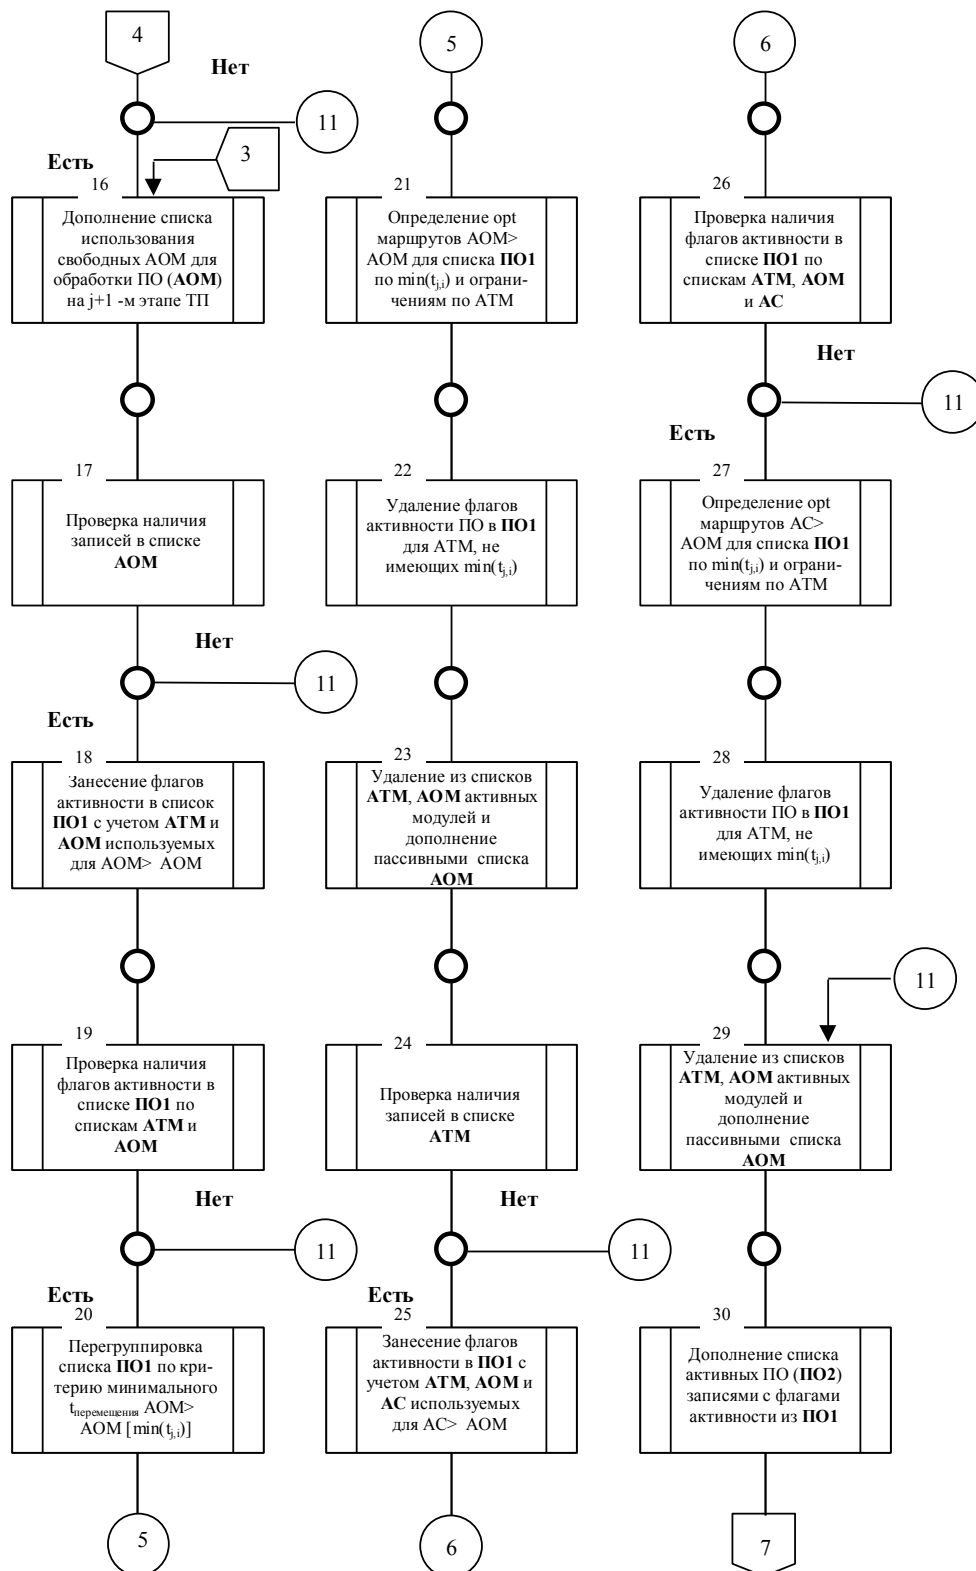 4
Нет
11
Есть
3
16
Дополнение списка
использования
свободных АОМ для
обработки ПО (АОМ)
на j+1 -м этапе ТП
17
Проверка наличия
записей в списке
АОМ
Нет
11
Есть
18
Занесение флагов
активности в список
ПО1 с учетом АТМ и
АОМ используемых
для АОМ> АОМ
19
Проверка наличия
флагов активности в
списке ПО1 по
спискам АТМ и
АОМ
Нет
11
Есть
20
Перегруппировка
списка ПО1 по кри-
терию минимального
tперемещения АОМ>
АОМ [min(tj,i)]
5
5
21
Определение opt
маршрутов АОМ>
АОМ для списка ПО1
по min(tj,i) и ограни-
чениям по АТМ
22
Удаление флагов
активности ПО в ПО1
для АТМ, не
имеющих min(tj,i)
23
Удаление из списков
АТМ, АОМ активных
модулей и
дополнение
пассивными списка
АОМ
24
Проверка наличия
записей в списке
АТМ
Нет
11
Есть
25
Занесение флагов
активности в ПО1 с
учетом АТМ, АОМ и
АС используемых
для АС> АОМ
6
6
26
Проверка наличия
флагов активности в
списке ПО1 по
спискам АТМ, АОМ
и АС
Нет
11
Есть
27
Определение opt
маршрутов АС>
АОМ для списка ПО1
по min(tj,i) и ограни-
чениям по АТМ
28
Удаление флагов
активности ПО в ПО1
для АТМ, не
имеющих min(tj,i)
11
29
Удаление из списков
АТМ, АОМ активных
модулей и
дополнение
пассивными списка
АОМ
30
Дополнение списка
активных ПО (ПО2)
записями с флагами
активности из ПО1
7